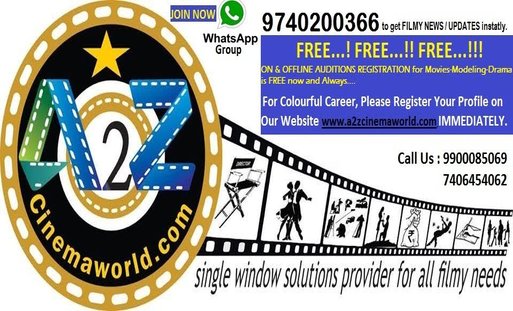 JOIN NOW
WhatsApp
Group
9740200366 to get FILMY NEWS / UPDATES instatly.
FREE...! FREE...!! FREE...!!!
ON & OFFLINE AUDITIONS REGISTRATION for Movies-Modeling-Drama
is FREE now and Always....
For Colourful Career, Please Register Your Profile on
Our Website www.a2zcinemaworld.com IMMEDIATELY.
A2Z
Cinemaworld.com
Call Us : 9900085069
7406454062
DIRECTOR
single window solutions provider for all filmy needs